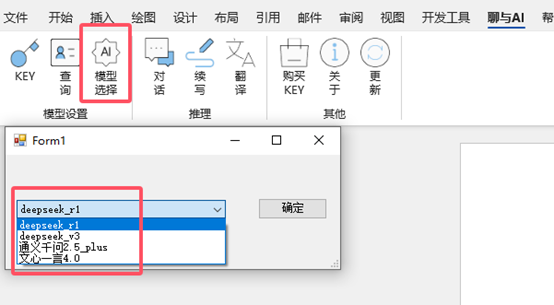 文件 开始 插入 绘图 设计 布局 引用 邮件 审阅 视图 开发工具 聊与AI
KEY 查询 AI 模型选择 对话 续写 翻译 购买KEY 关于 更新
模型设置 推理 其他
Form1
deepseek_r1 确定
deepseek_r1
deepseek_v3
通义千问2.5_plus
文心一言4.0